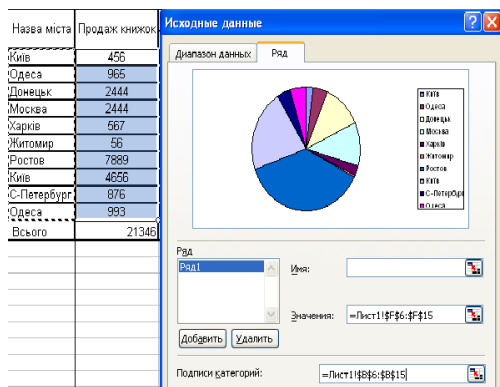 Назва міста Продаж книжок
Київ 456
Одеса 965
Донецьк 2444
Москва 2444
Харків 567
Житомир 56
Ростов 7889
Київ 4656
С-Петербург 876
Одеса 993
Всього 21346
Исходные данные
Диапазон данных Ряд
Київ
Одеса
Донецьк
Москва
Харків
Житомир
Ростов
Київ
С-Петербург
Одеса
Ряд
Ряд1
Имя:
Значения: =Лист1!$F$6:$F$15
Добавить Удалить
Подписи категорий: =Лист1!$B$6:$B$15